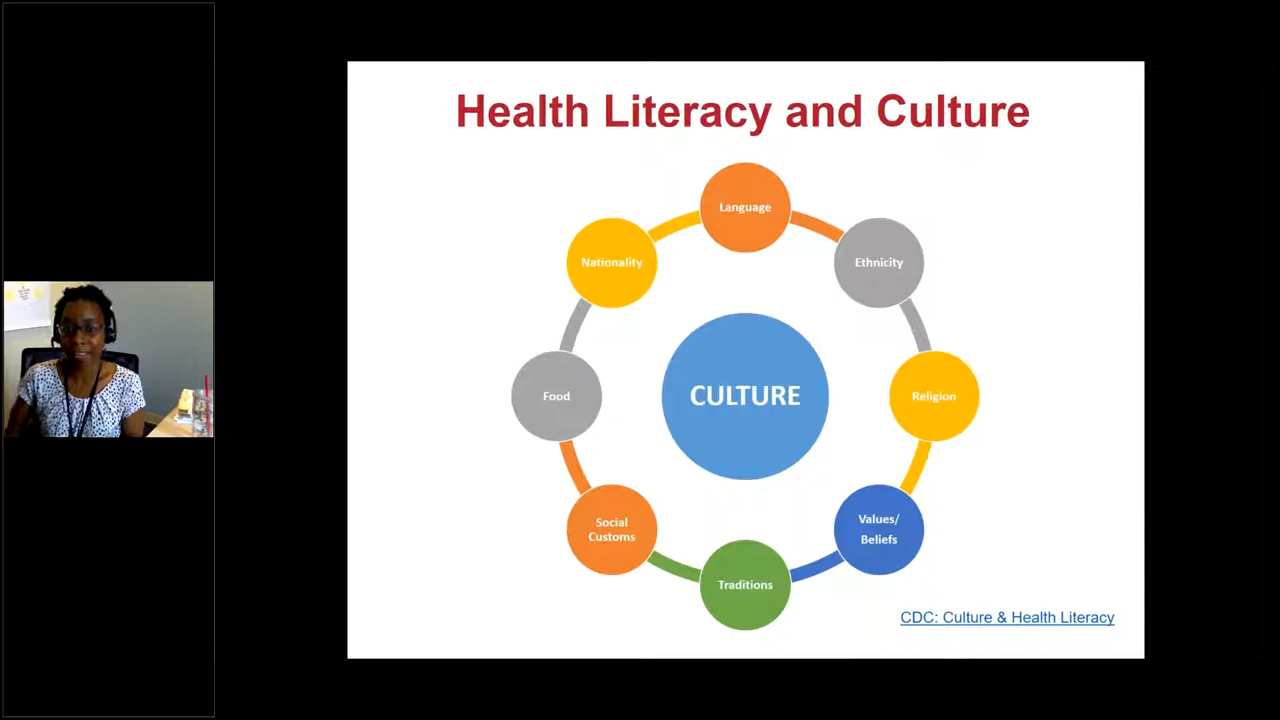 Health Literacy and Culture
Language
Ethnicity
Religion
Values/
Beliefs
Traditions
Social
Customs
Food
Nationality
CULTURE
CDC: Culture & Health Literacy